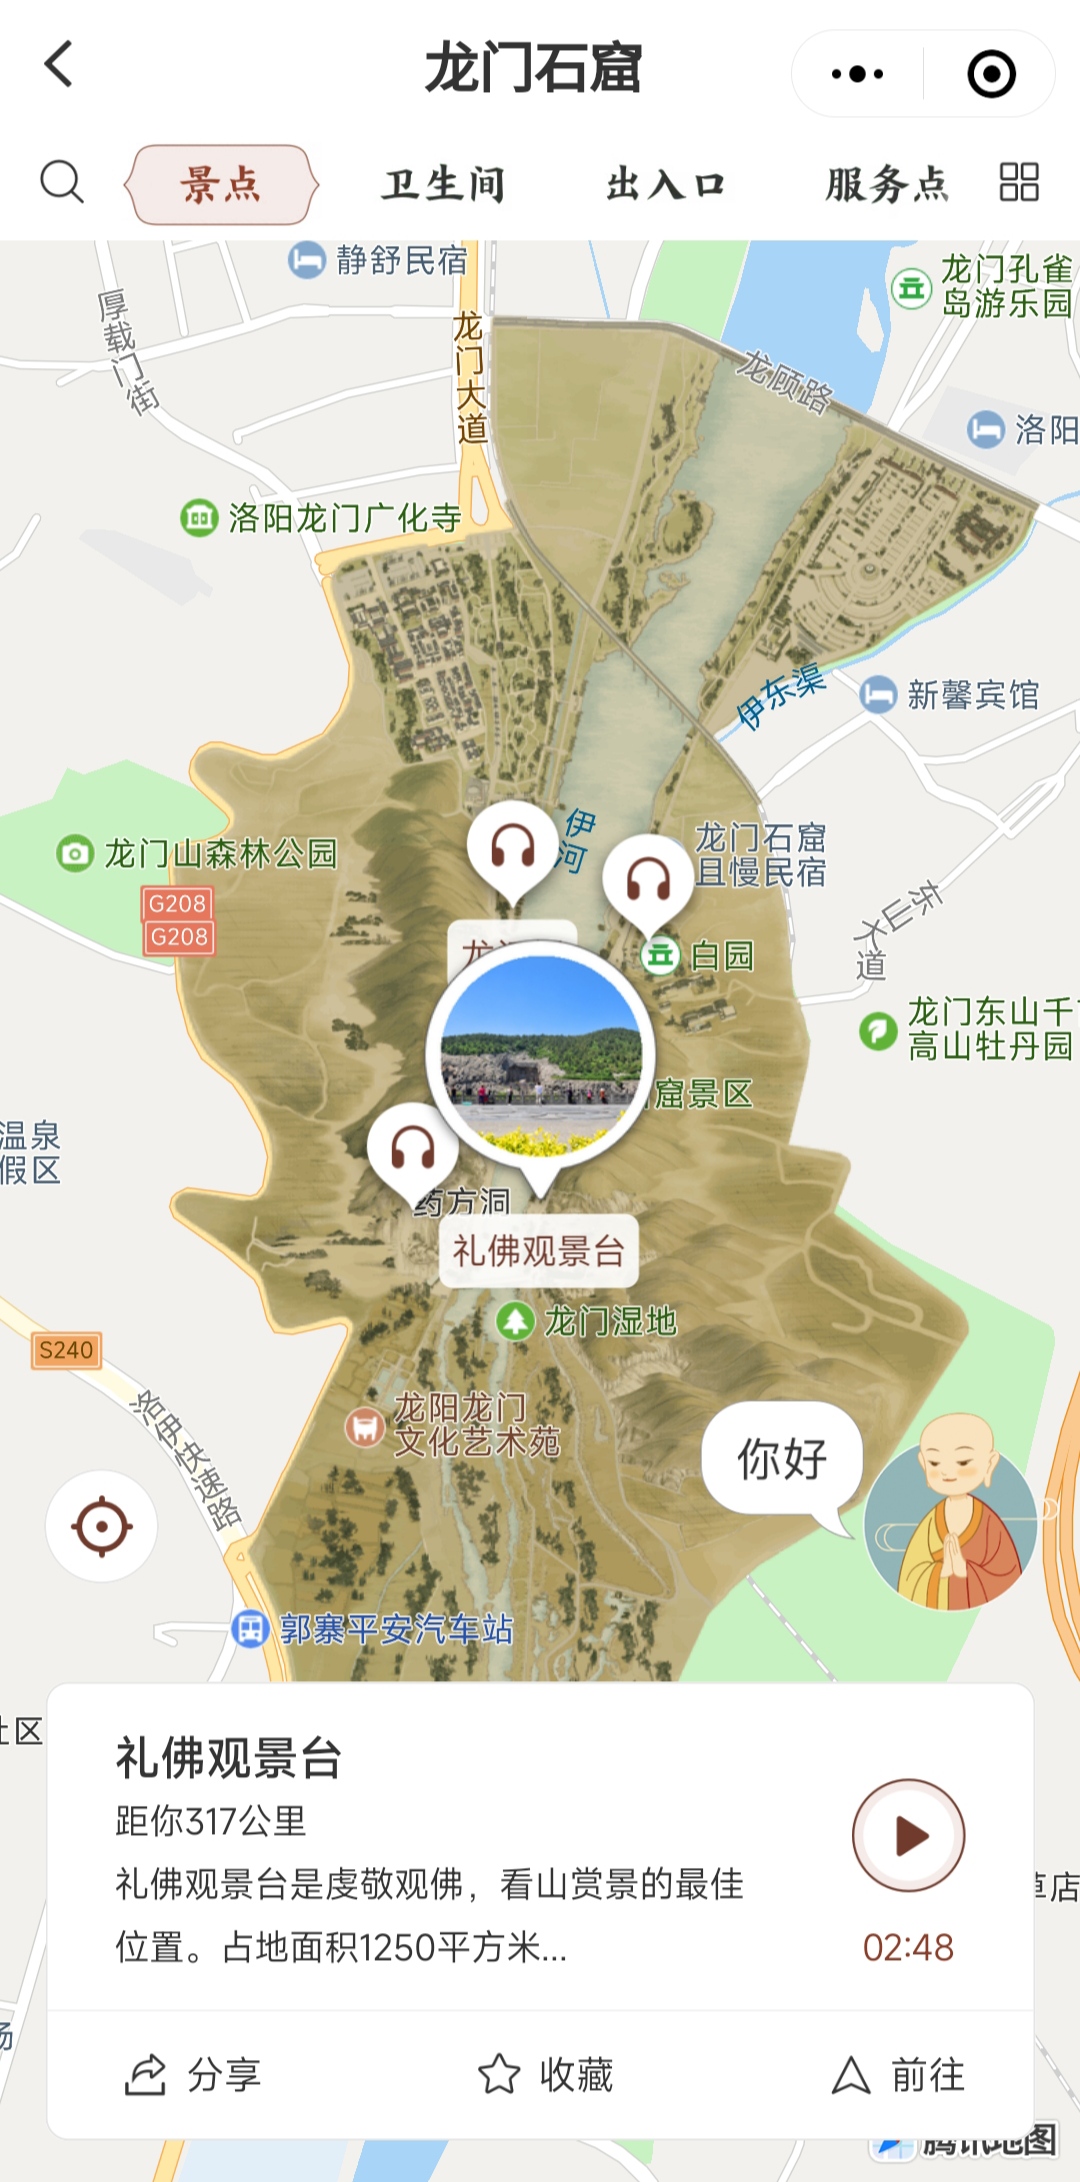 龙门石窟
景点
卫生间
出入口
服务点
静舒民宿
龙门孔雀
岛游乐园
厚载门街
龙门大道
龙顾路
洛阳
洛阳龙门广化寺
伊东渠
新馨宾馆
伊河
龙门石窟
且慢民宿
龙门山森林公园
G208
G208
东山大道
白园
龙门东山千
高山牡丹园
窟景区
温泉
假区
药方洞
礼佛观景台
龙门湿地
S240
洛伊快速路
龙阳龙门
文化艺术苑
你好
郭寨平安汽车站
社区
礼佛观景台
距你317公里
礼佛观景台是虔敬观佛，看山赏景的最佳
位置。占地面积1250平方米...
02:48
草店
分享
收藏
前往
腾讯地图